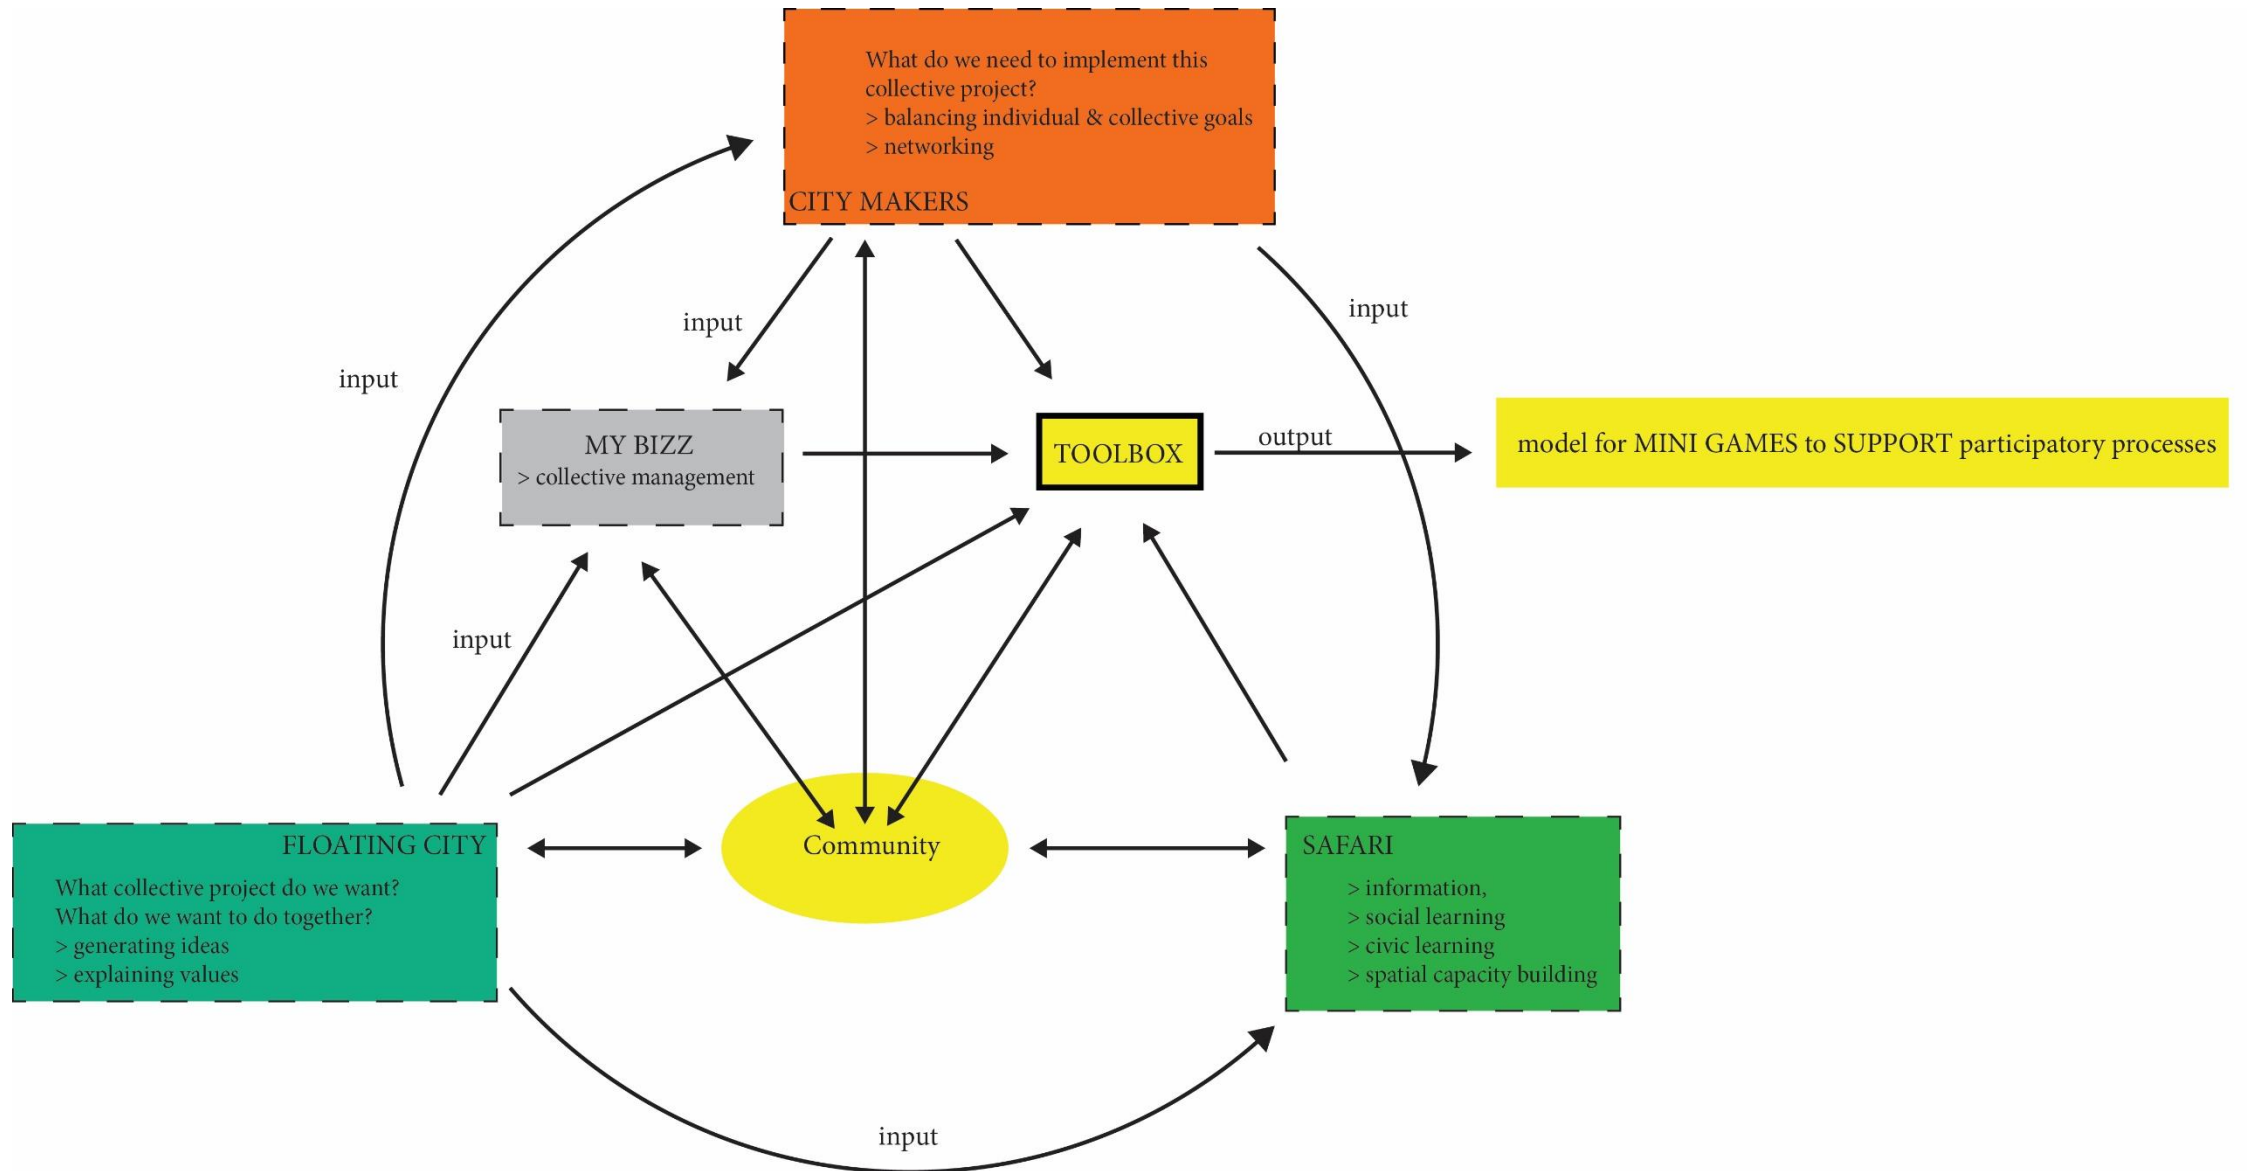 What do we need to implement this
collective project?
> balancing individual & collective goals
> networking
CITY MAKERS
input
input
input
MY BIZZ
> collective management
TOOLBOX
output
model for MINI GAMES to SUPPORT participatory processes
input
FLOATING CITY
What collective project do we want?
What do we want to do together?
> generating ideas
> explaining values
Community
SAFARI
> information,
> social learning
> civic learning
> spatial capacity building
input